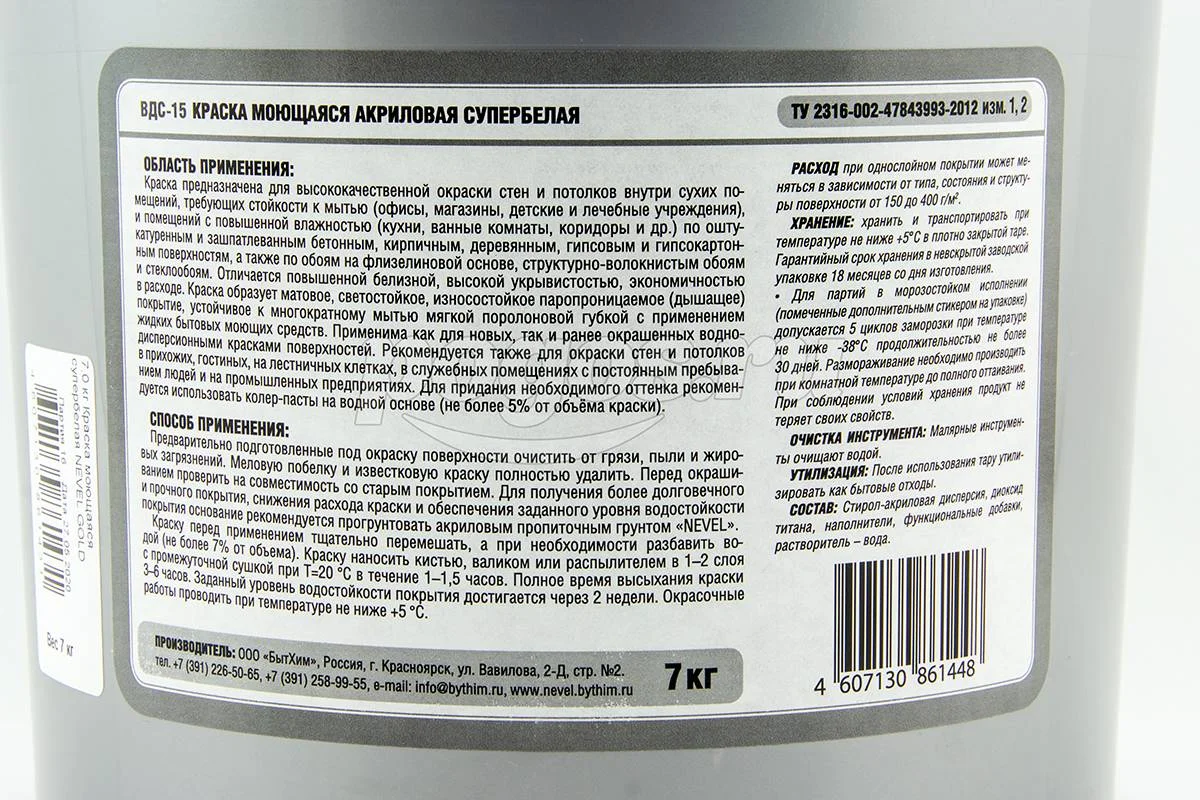 ВДС-15 КРАСКА МОЮЩАЯСЯ АКРИЛОВАЯ СУПЕРБЕЛАЯ
ТУ 2316-002-47843993-2012 изм. 1, 2
ОБЛАСТЬ ПРИМЕНЕНИЯ:
Краска предназначена для высококачественной окраски стен и потолков внутри сухих по-
мещений, требующих стойкости к мытью (офисы, магазины, детские и лечебные учреждения),
и помещений с повышенной влажностью (кухни, ванные комнаты, коридоры и др.) по ошту-
катуренным и зашпатлеванным бетонным, кирпичным, деревянным, гипсовым и гипсокартон-
ным поверхностям, а также по обоям на флизелиновой основе, структурно-волокнистым обоям
и стеклообоям. Отличается повышенной белизной, высокой укрывистостью, экономичностью
в расходе. Краска образует матовое, светостойкое, износостойкое паропроницаемое (дышащее)
покрытие, устойчивое к многократному мытью мягкой поролоновой губкой с применением
жидких бытовых моющих средств. Применима как для новых, так и ранее окрашенных водно-
дисперсионными красками поверхностей. Рекомендуется также для окраски стен и потолков
в прихожих, гостиных, на лестничных клетках, в служебных помещениях с постоянным пребыва-
нием людей и на промышленных предприятиях. Для придания необходимого оттенка рекомен-
дуется использовать колер-пасты на водной основе (не более 5% от объёма краски).
СПОСОБ ПРИМЕНЕНИЯ:
Предварительно подготовленные под окраску поверхности очистить от грязи, пыли и жиро-
вых загрязнений. Меловую побелку и известковую краску полностью удалить. Перед окраши-
ванием проверить на совместимость со старым покрытием. Для получения более долговечного
и прочного покрытия, снижения расхода краски и обеспечения заданного уровня водостойкости
покрытия основание рекомендуется прогрунтовать акриловым пропиточным грунтом «NEVEL».
Краску перед применением тщательно перемешать, а при необходимости разбавить во-
дой (не более 7% от объема). Краску наносить кистью, валиком или распылителем в 1–2 слоя
с промежуточной сушкой при Т=20 °С в течение 1–1,5 часов. Полное время высыхания краски
3–6 часов. Заданный уровень водостойкости покрытия достигается через 2 недели. Окрасочные
работы проводить при температуре не ниже +5 °С.
ПРОИЗВОДИТЕЛЬ: ООО «БытХим», Россия, г. Красноярск, ул. Вавилова, 2-Д, стр. №2.
тел. +7 (391) 226-50-65, +7 (391) 258-99-55, e-mail: info@bythim.ru, www.nevel.bythim.ru
7 кг
РАСХОД при однослойном покрытии может ме-
няться в зависимости от типа, состояния и структу-
ры поверхности от 150 до 400 г/м².
ХРАНЕНИЕ: хранить и транспортировать при
температуре не ниже +5°С в плотно закрытой таре.
Гарантийный срок хранения в невскрытой заводской
упаковке 18 месяцев со дня изготовления.
• Для партий в морозостойком исполнении
(помеченные дополнительным стикером на упаковке)
допускается 5 циклов заморозки при температуре
не ниже -38°С продолжительностью не более
30 дней. Размораживание необходимо производить
при комнатной температуре до полного оттаивания.
При соблюдении условий хранения продукт не
теряет своих свойств.
ОЧИСТКА ИНСТРУМЕНТА: Малярные инструмен-
ты очищают водой.
УТИЛИЗАЦИЯ: После использования тару утили-
зировать как бытовые отходы.
СОСТАВ: Стирол-акриловая дисперсия, диоксид
титана, наполнители, функциональные добавки,
растворитель – вода.
4 607130 861448
7.0 кг Краска моющаяся
супербелая NEVEL GOLD
Партия 16 Дата 27.05.2020
Вес 7 кг